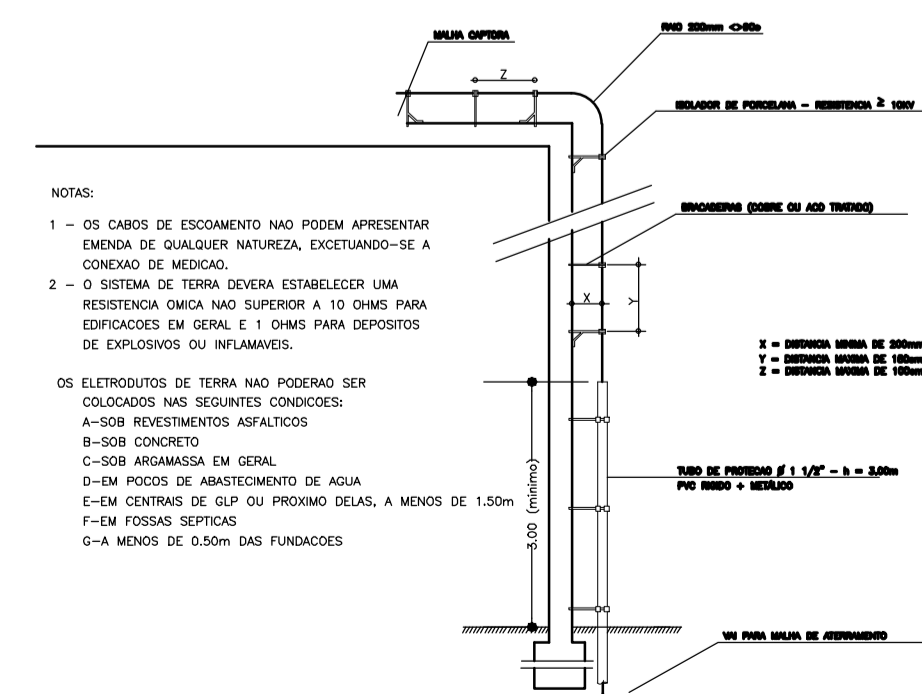 MALHA CAPTORA
RAIO 200mm <>90o
Z
ISOLADOR DE PORCELANA - RESISTENCIA ≥ 10KV
NOTAS:
1 - OS CABOS DE ESCOAMENTO NAO PODEM APRESENTAR
EMENDA DE QUALQUER NATUREZA, EXCETUANDO-SE A
CONEXAO DE MEDICAO.
2 - O SISTEMA DE TERRA DEVERA ESTABELECER UMA
RESISTENCIA OMICA NAO SUPERIOR A 10 OHMS PARA
EDIFICACOES EM GERAL E 1 OHMS PARA DEPOSITOS
DE EXPLOSIVOS OU INFLAMAVEIS.
OS ELETRODUTOS DE TERRA NAO PODERAO SER
COLOCADOS NAS SEGUINTES CONDICOES:
A-SOB REVESTIMENTOS ASFALTICOS
B-SOB CONCRETO
C-SOB ARGAMASSA EM GERAL
D-EM POCOS DE ABASTECIMENTO DE AGUA
E-EM CENTRAIS DE GLP OU PROXIMO DELAS, A MENOS DE 1.50m
F-EM FOSSAS SEPTICAS
G-A MENOS DE 0.50m DAS FUNDACOES
BRACADEIRAS (COBRE OU ACO TRATADO)
X
Y
X = DISTANCIA MINIMA DE 200mm
Y = DISTANCIA MAXIMA DE
Z = DISTANCIA MAXIMA DE
3.00 (minimo)
TUBO DE PROTECAO Ø 1 1/2" - h = 3,00m
PVC RIGIDO + METÁLICO
VAI PARA MALHA DE ATERRAMENTO